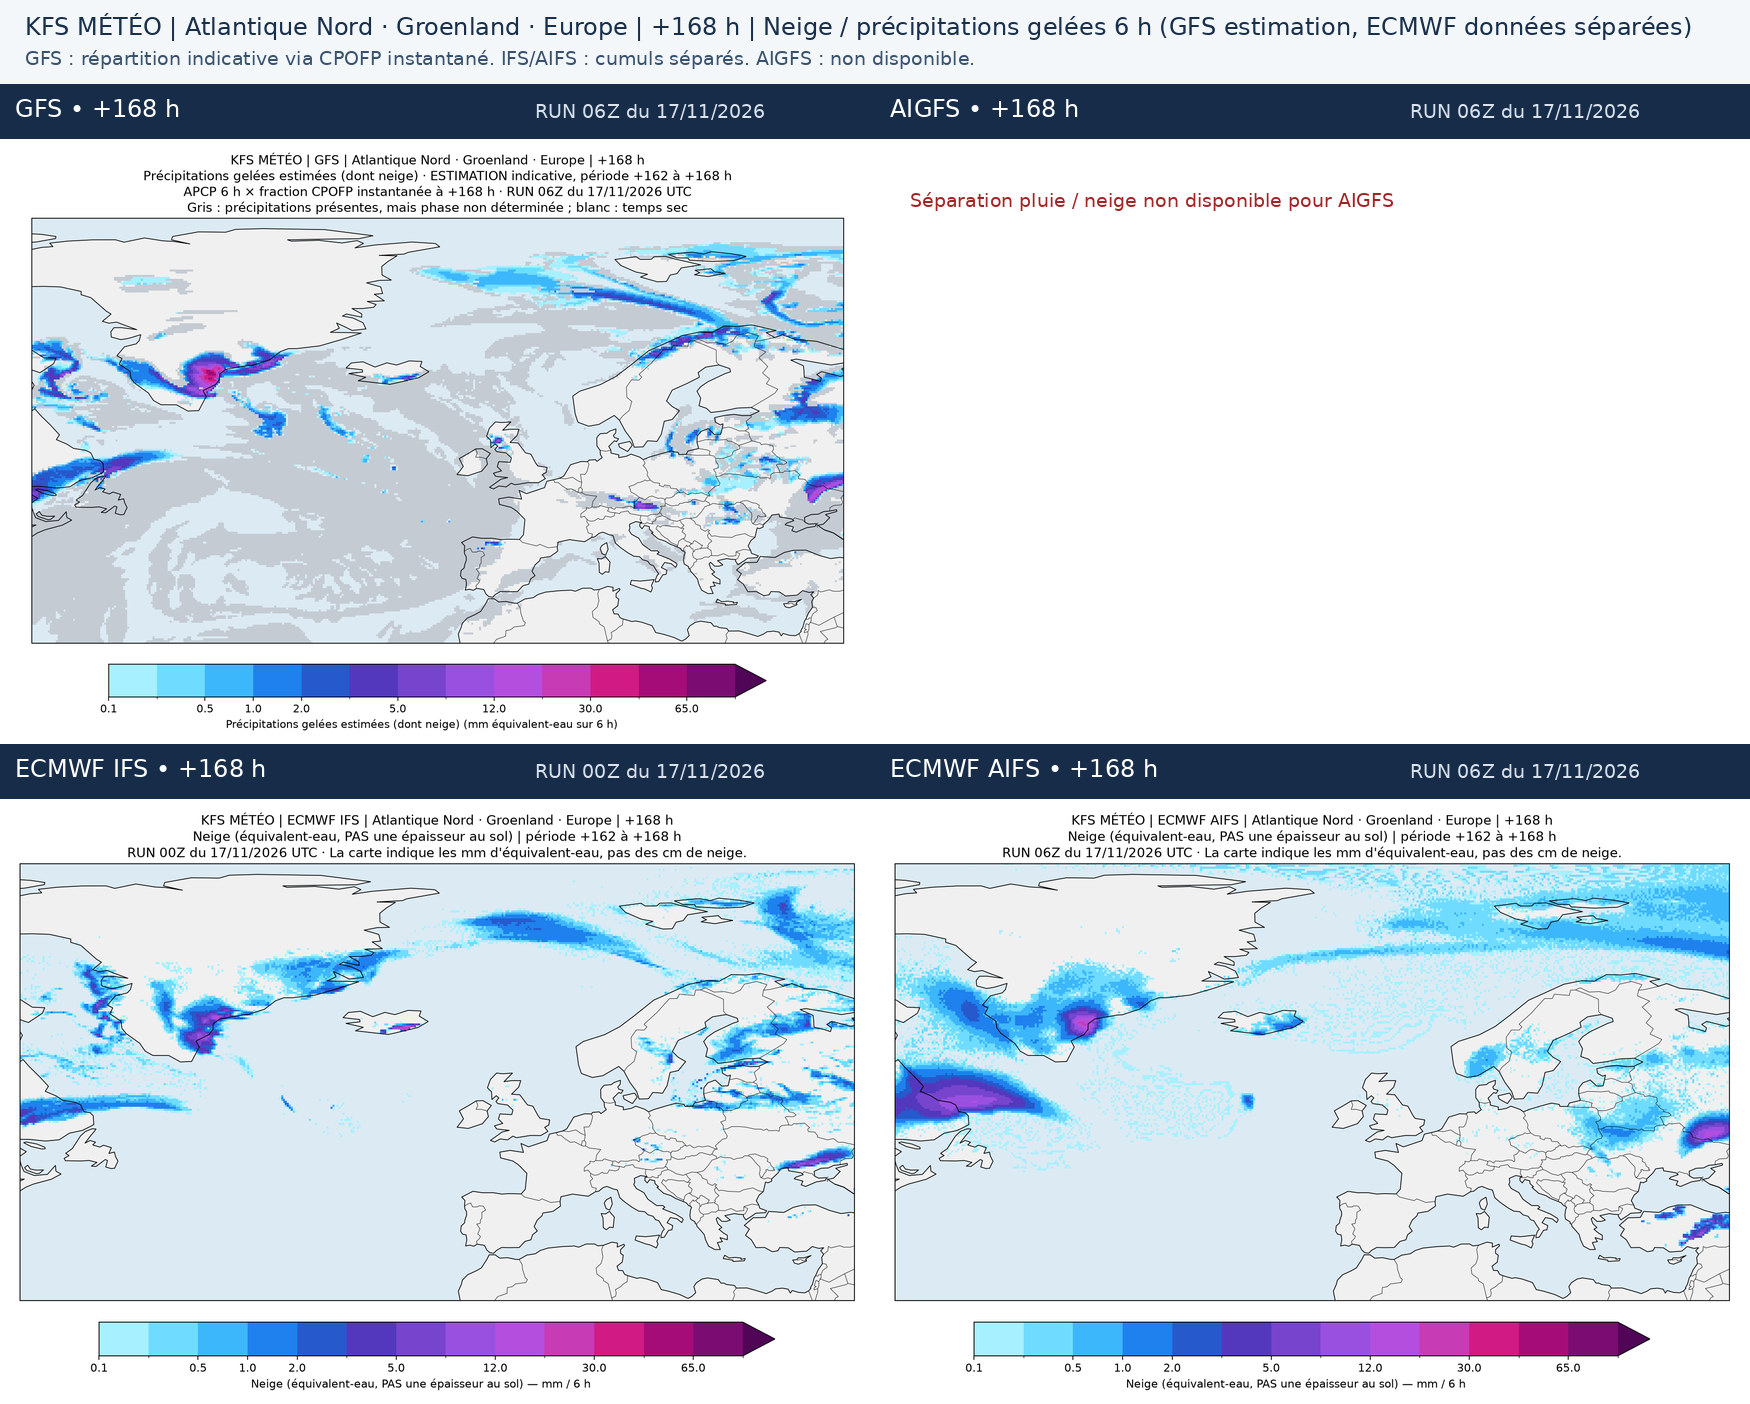 KFS MÉTÉO | Atlantique Nord · Groenland · Europe | +168 h | Neige / précipitations gelées 6 h (GFS estimation, ECMWF données séparées)
GFS : répartition indicative via CPOFP instantané. IFS/AIFS : cumuls séparés. AIGFS : non disponible.
GFS • +168 h
RUN 06Z du 17/11/2026
AIGFS • +168 h
RUN 06Z du 17/11/2026
KFS MÉTÉO | GFS | Atlantique Nord · Groenland · Europe | +168 h
Précipitations gelées estimées (dont neige) · ESTIMATION indicative, période +162 à +168 h
APCP 6 h × fraction CPOFP instantanée à +168 h · RUN 06Z du 17/11/2026 UTC
Gris : précipitations présentes, mais phase non déterminée ; blanc : temps sec
Séparation pluie / neige non disponible pour AIGFS
0.1 0.5 1.0 2.0 5.0 12.0 30.0 65.0
Précipitations gelées estimées (dont neige) (mm équivalent-eau sur 6 h)
ECMWF IFS • +168 h
RUN 00Z du 17/11/2026
ECMWF AIFS • +168 h
RUN 06Z du 17/11/2026
KFS MÉTÉO | ECMWF IFS | Atlantique Nord · Groenland · Europe | +168 h
Neige (équivalent-eau, PAS une épaisseur au sol) | période +162 à +168 h
RUN 00Z du 17/11/2026 UTC · La carte indique les mm d'équivalent-eau, pas des cm de neige.
KFS MÉTÉO | ECMWF AIFS | Atlantique Nord · Groenland · Europe | +168 h
Neige (équivalent-eau, PAS une épaisseur au sol) | période +162 à +168 h
RUN 06Z du 17/11/2026 UTC · La carte indique les mm d'équivalent-eau, pas des cm de neige.
0.1 0.5 1.0 2.0 5.0 12.0 30.0 65.0
Neige (équivalent-eau, PAS une épaisseur au sol) — mm / 6 h
0.1 0.5 1.0 2.0 5.0 12.0 30.0 65.0
Neige (équivalent-eau, PAS une épaisseur au sol) — mm / 6 h